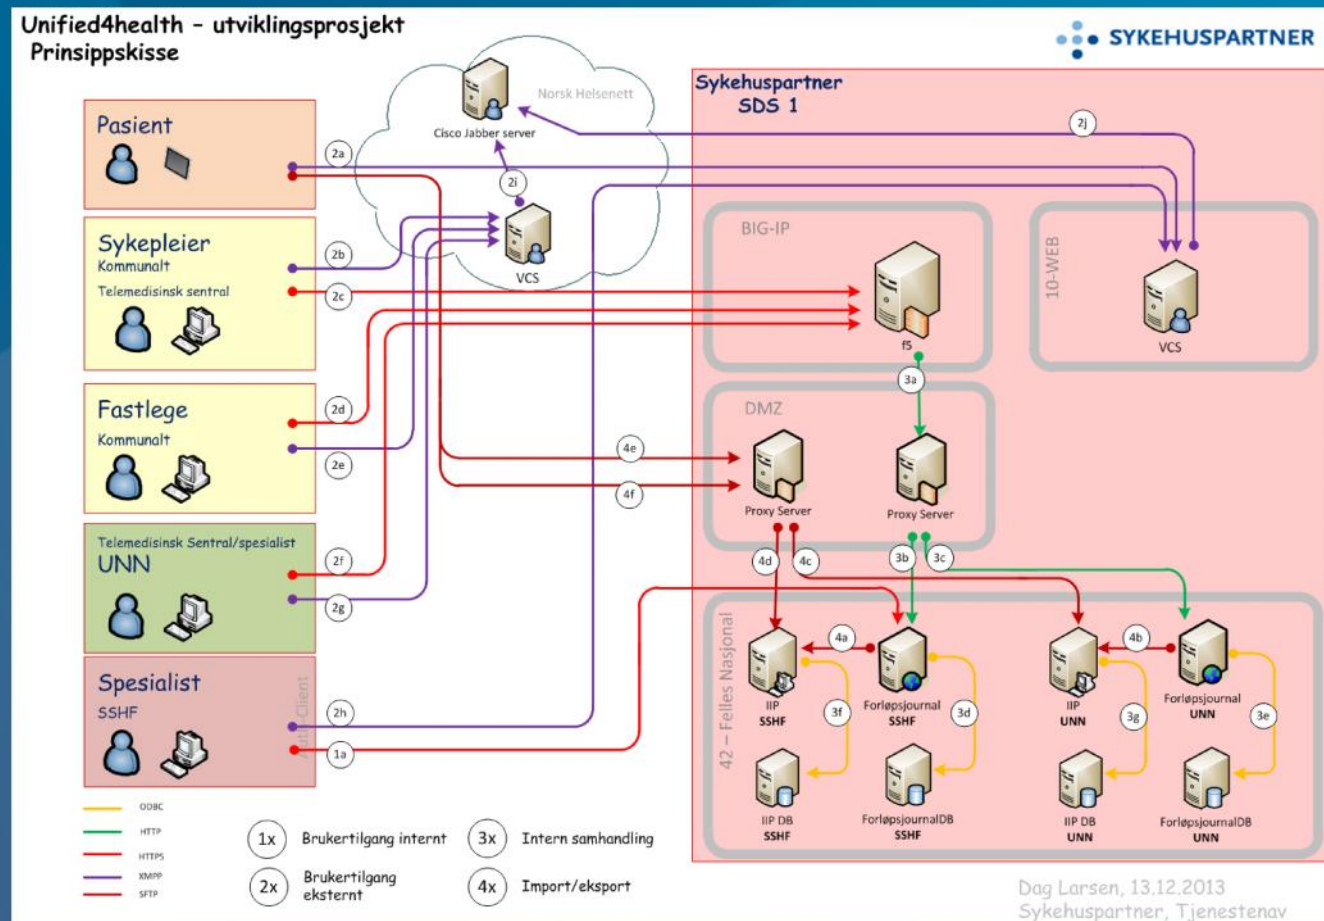 Unified4health - utviklingsprosjekt
Prinsippskisse
SYKEHUSPARTNER
Norsk Helsenett
Cisco Jabber server
2i
VCS
Pasient
2a
Sykepleier
Kommunalt
Telemedisinsk sentral
2b
2c
Fastlege
Kommunalt
2d
2e
Telemedisinsk Sentral/spesialist
UNN
2f
2g
Spesialist
SSHF
2h
1a
Sykehuspartner
SDS 1
2j
BIG-IP
f5
10-WEB
VCS
3a
DMZ
4e
4f
Proxy Server
Proxy Server
4d
4c
3b
3c
42 – Felles Nasjonal
4a
4b
IIP
SSHF
Forløpsjournal
SSHF
IIP
UNN
Forløpsjournal
UNN
3f
3d
3g
3e
IIP DB
SSHF
ForløpsjournalDB
SSHF
IIP DB
UNN
ForløpsjournalDB
UNN
ODBC
HTTP
HTTPS
XMPP
SFTP
1x
Brukertilgang internt
2x
Brukertilgang
eksternt
3x
Intern samhandling
4x
Import/eksport
Dag Larsen, 13.12.2013
Sykehuspartner, Tjenestenav